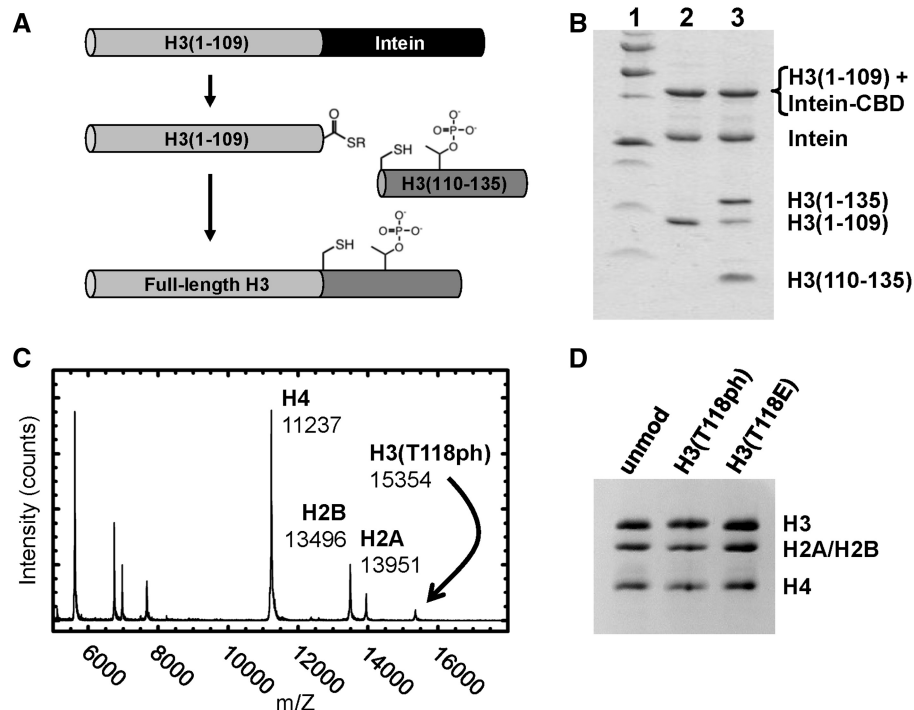 A
H3(1-109)
Intein
H3(1-109)
O
SR
O-
O=P-O-
O
SH
H3(110-135)
O-
O=P-O-
O
SH
Full-length H3
B
1 2 3
H3(1-109) +
Intein-CBD
Intein
H3(1-135)
H3(1-109)
H3(110-135)
C
Intensity (counts)
H4
11237
H3(T118ph)
15354
H2B
13496
H2A
13951
6000 8000 10000 12000 14000 16000
m/Z
D
unmod
H3(T118ph)
H3(T118E)
H3
H2A/H2B
H4